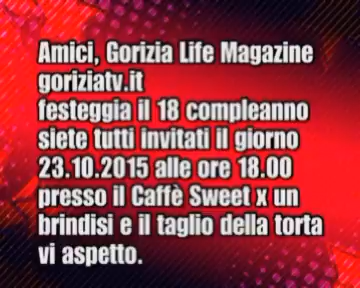 Amici, Gorizia Life Magazine
goriziatv.it
festeggia il 18 compleanno
siete tutti invitati il giorno
23.10.2015 alle ore 18.00
presso il Caffè Sweet x un
brindisi e il taglio della torta
vi aspetto.